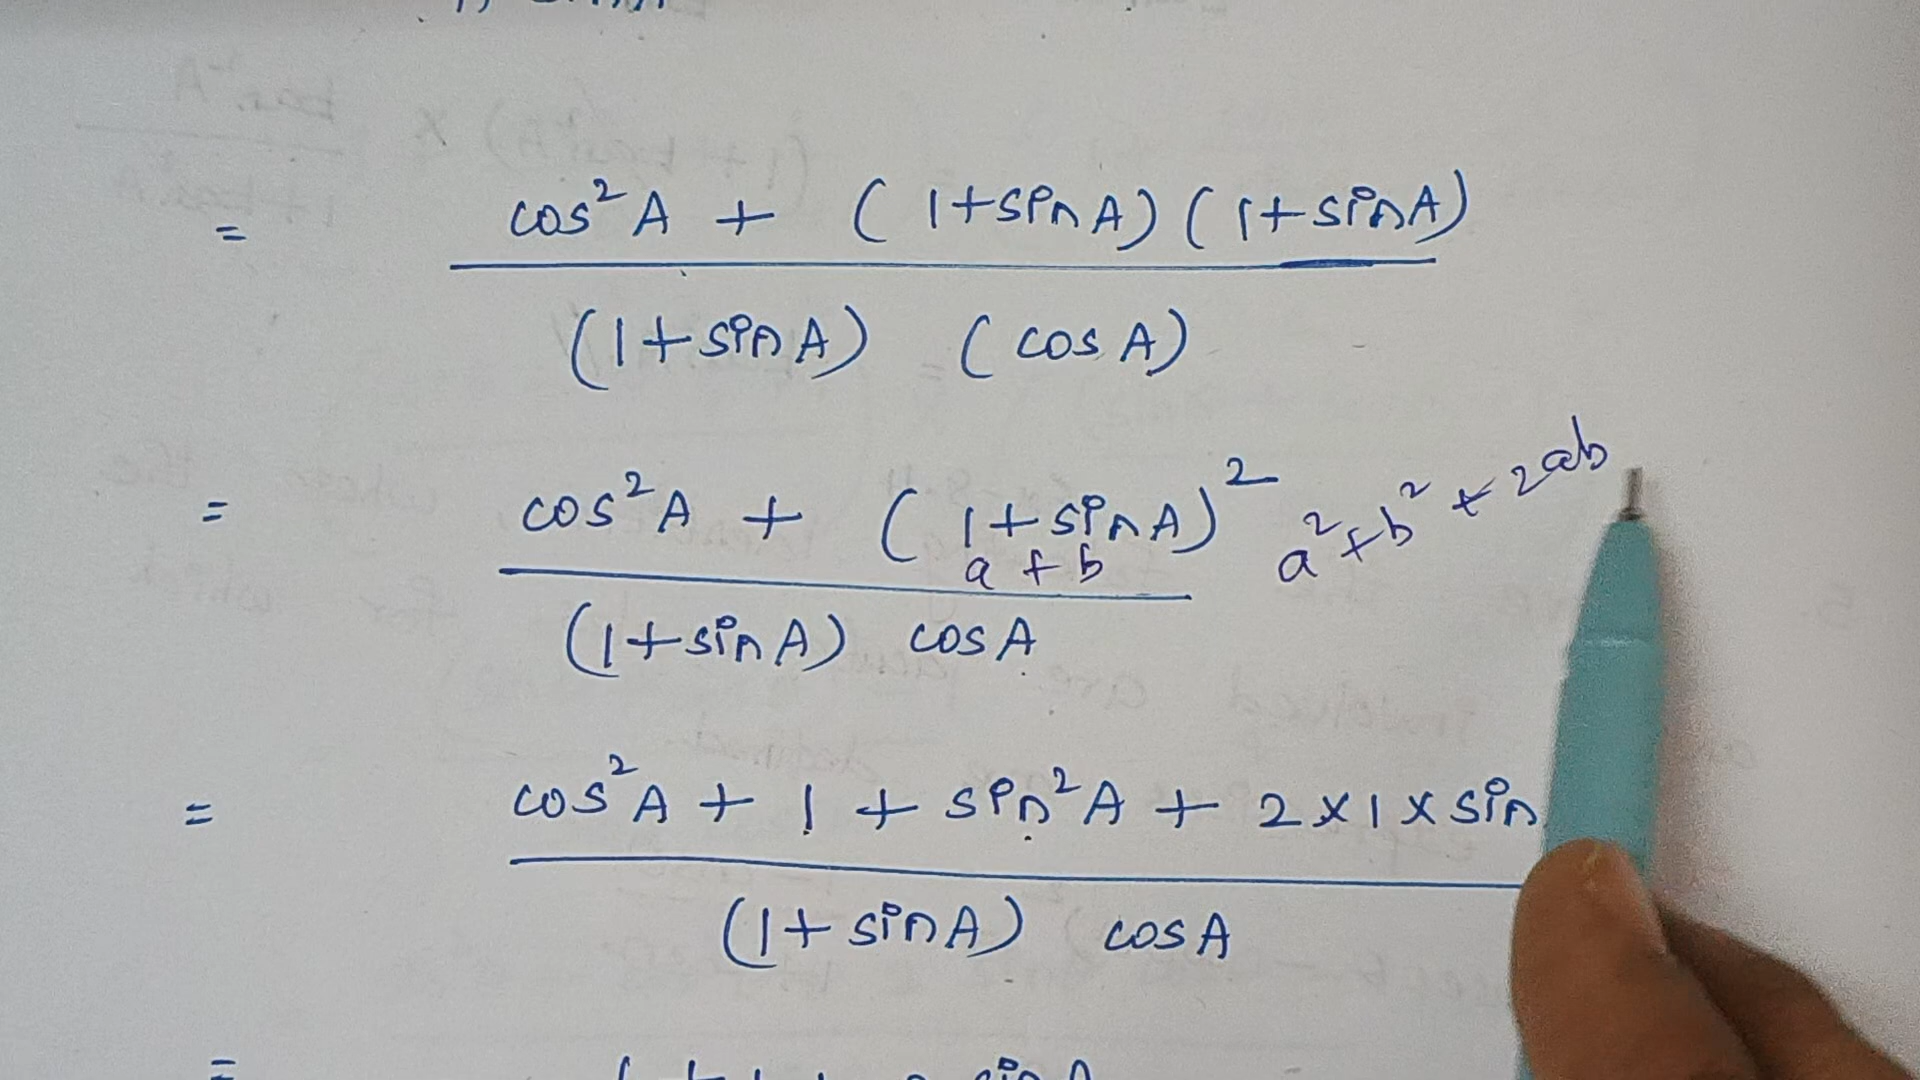 = cos²A + (1+sinA)(1+sinA)
(1+sinA) (cosA)
= cos²A + (1+sinA)² a²+b²+2ab
a+b
(1+sinA) cosA
= cos²A + 1 + sin²A + 2×1×sin
(1+sinA) cosA
=